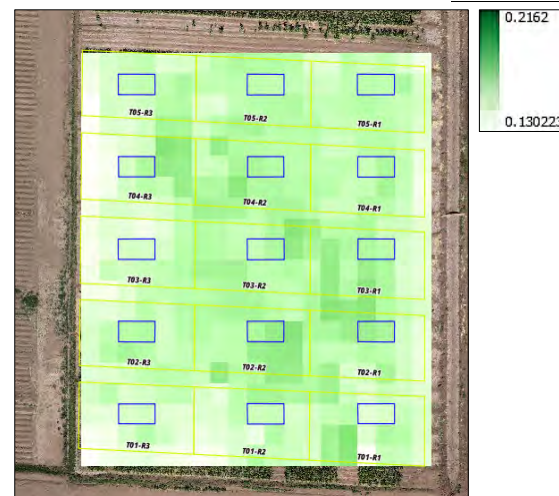 0.2162
0.130223
T05-R3 T05-R2 T05-R1
T04-R3 T04-R2 T04-R1
T03-R3 T03-R2 T03-R1
T02-R3 T02-R2 T02-R1
T01-R3 T01-R2 T01-R1